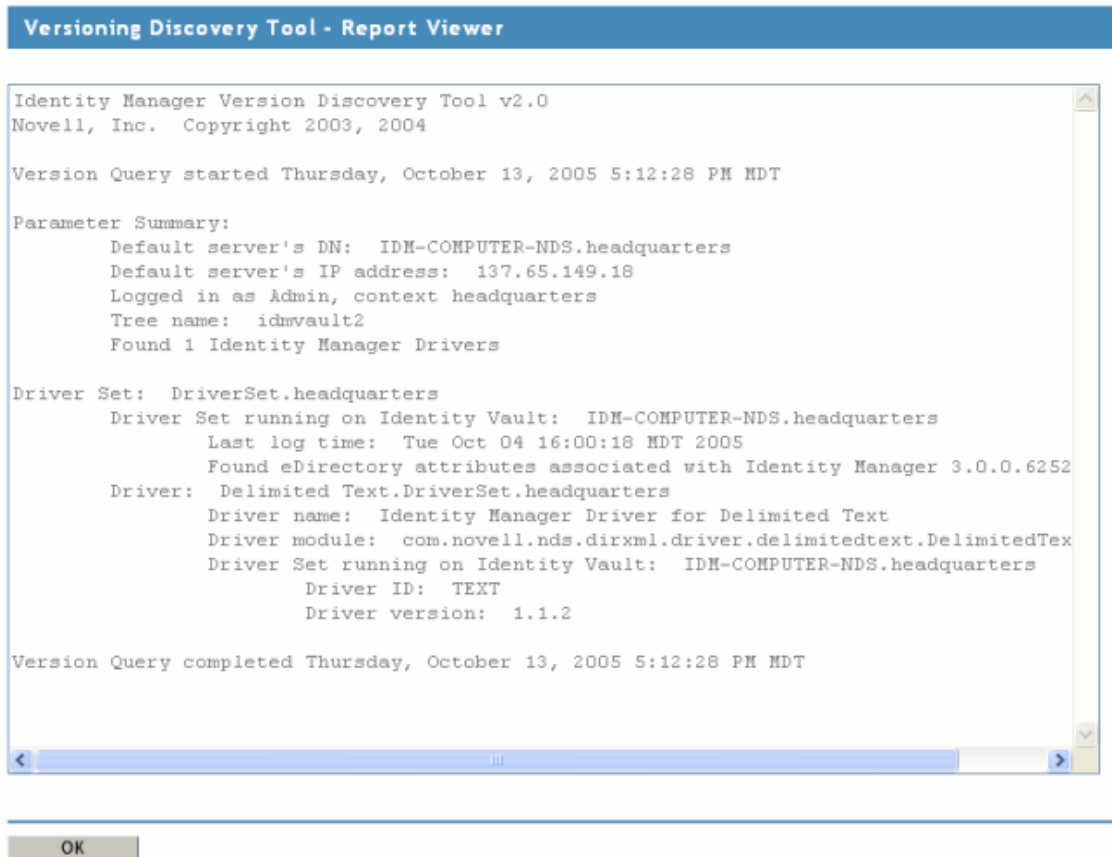 Versioning Discovery Tool - Report Viewer
Identity Manager Version Discovery Tool v2.0
Novell, Inc.  Copyright 2003, 2004
Version Query started Thursday, October 13, 2005 5:12:28 PM MDT
Parameter Summary:
Default server's DN:  IDM-COMPUTER-NDS.headquarters
Default server's IP address:  137.65.149.18
Logged in as Admin, context headquarters
Tree name:  idmvault2
Found 1 Identity Manager Drivers
Driver Set:  DriverSet.headquarters
Driver Set running on Identity Vault:  IDM-COMPUTER-NDS.headquarters
Last log time:  Tue Oct 04 16:00:18 MDT 2005
Found eDirectory attributes associated with Identity Manager 3.0.0.6252
Driver:  Delimited Text.DriverSet.headquarters
Driver name:  Identity Manager Driver for Delimited Text
Driver module:  com.novell.nds.dirxml.driver.delimitedtext.DelimitedTex
Driver Set running on Identity Vault:  IDM-COMPUTER-NDS.headquarters
Driver ID:  TEXT
Driver version:  1.1.2
Version Query completed Thursday, October 13, 2005 5:12:28 PM MDT
OK